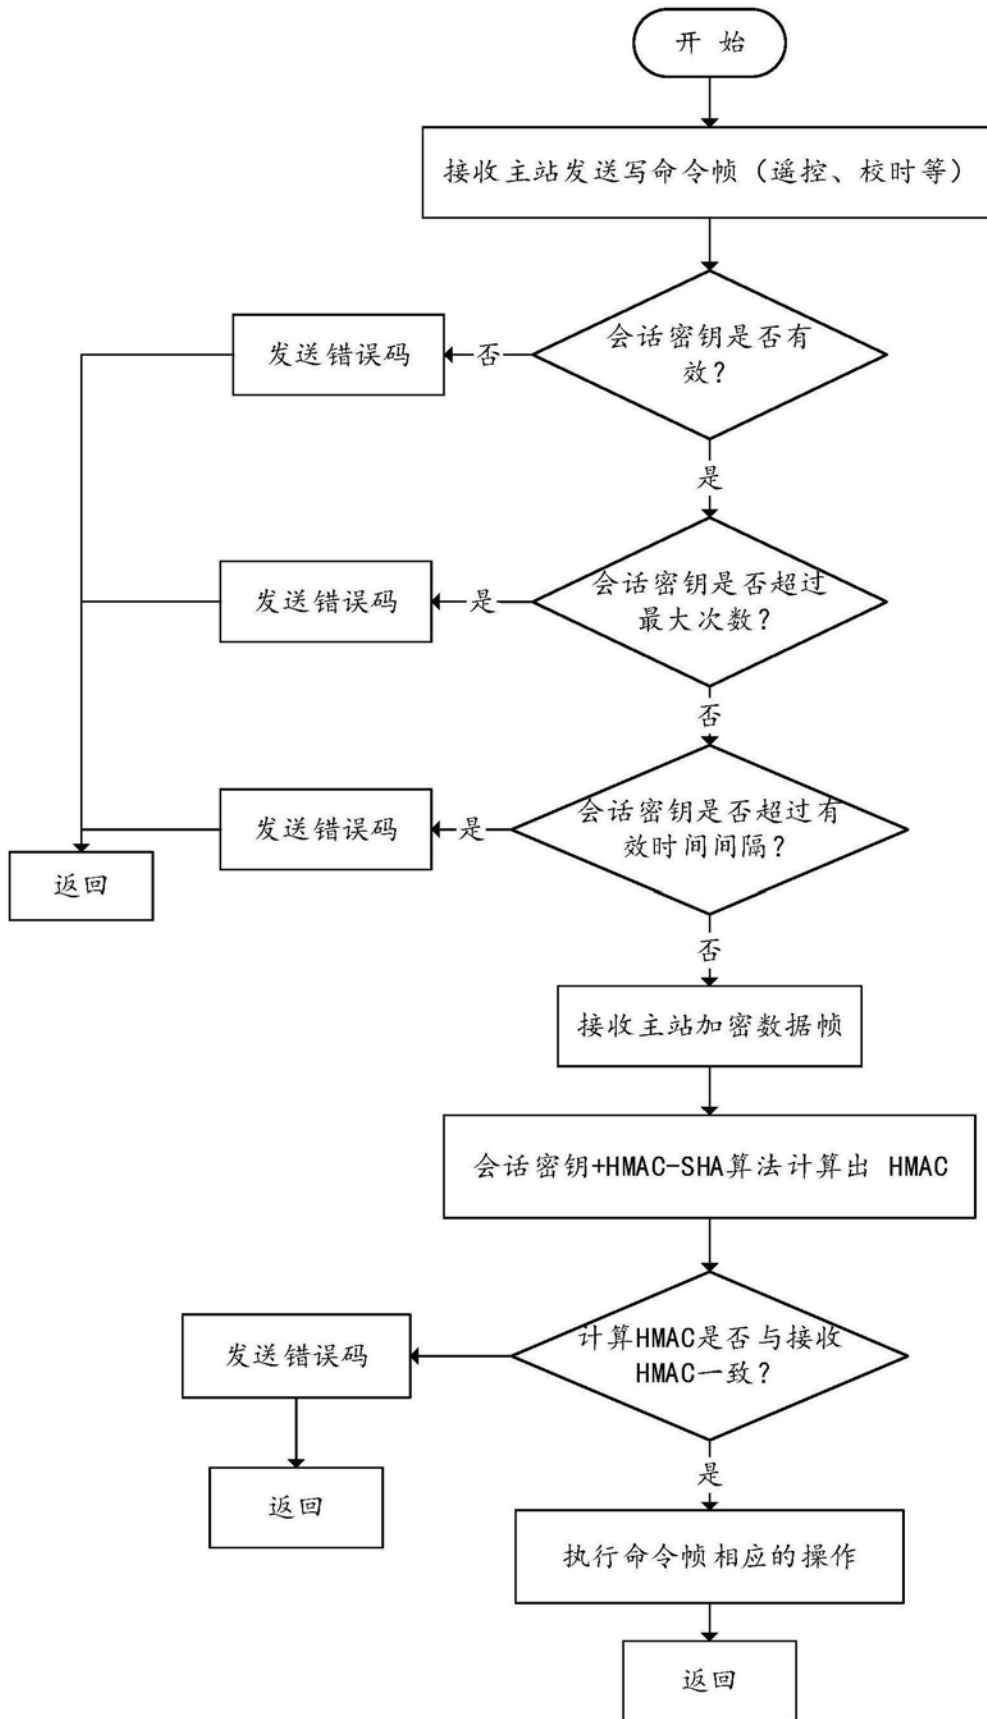 开 始
接收主站发送写命令帧（遥控、校时等）
会话密钥是否有
效？
否
发送错误码
是
会话密钥是否超过
最大次数？
是
发送错误码
否
会话密钥是否超过有
效时间间隔？
是
发送错误码
返回
否
接收主站加密数据帧
会话密钥+HMAC-SHA算法计算出 HMAC
计算HMAC是否与接收
HMAC一致？
发送错误码
返回
是
执行命令帧相应的操作
返回